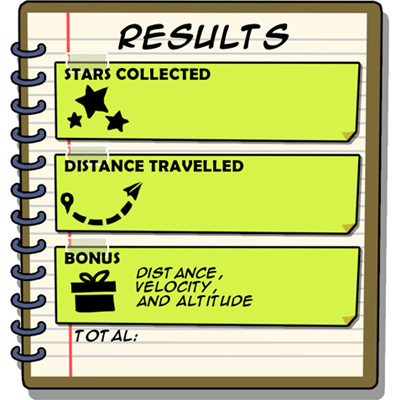 RESULTS
STARS COLLECTED
DISTANCE TRAVELLED
BONUS
DISTANCE,
VELOCITY,
AND ALTITUDE
TOTAL: